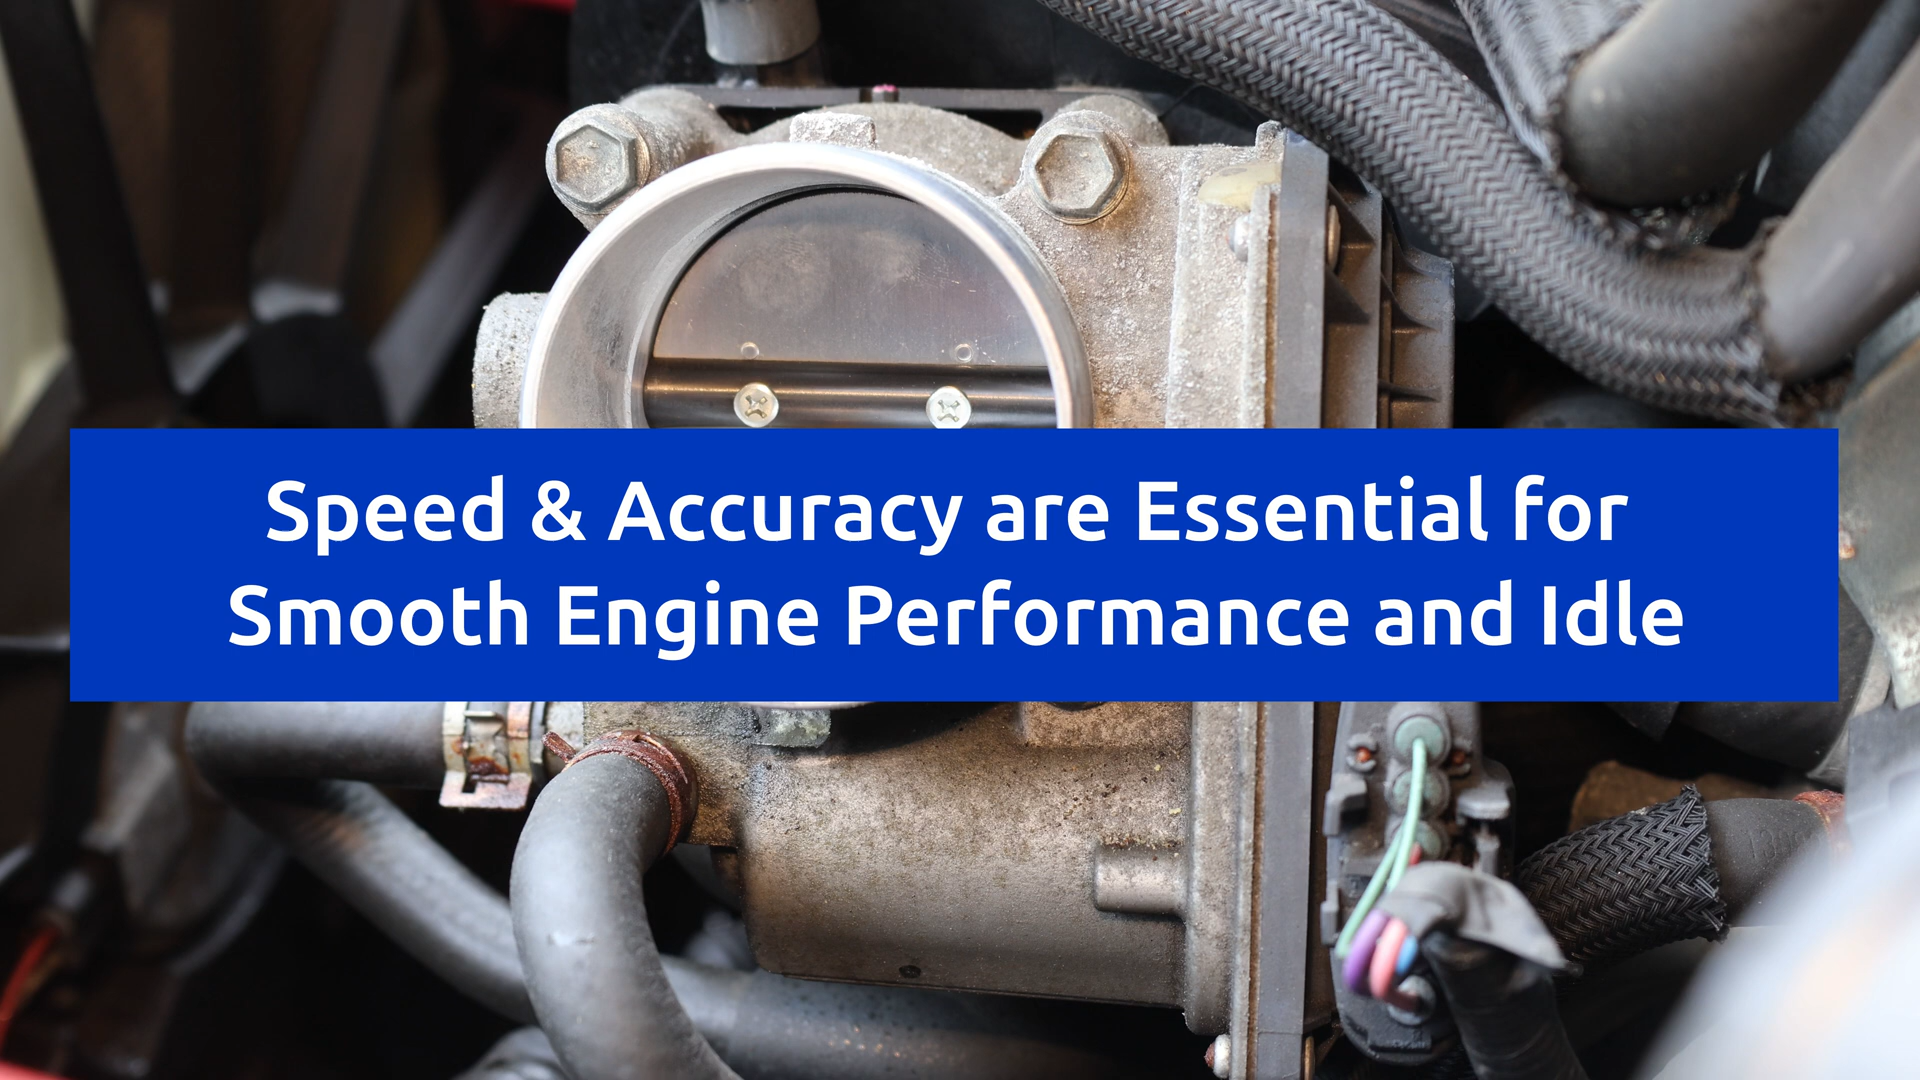 Speed & Accuracy are Essential for
Smooth Engine Performance and Idle